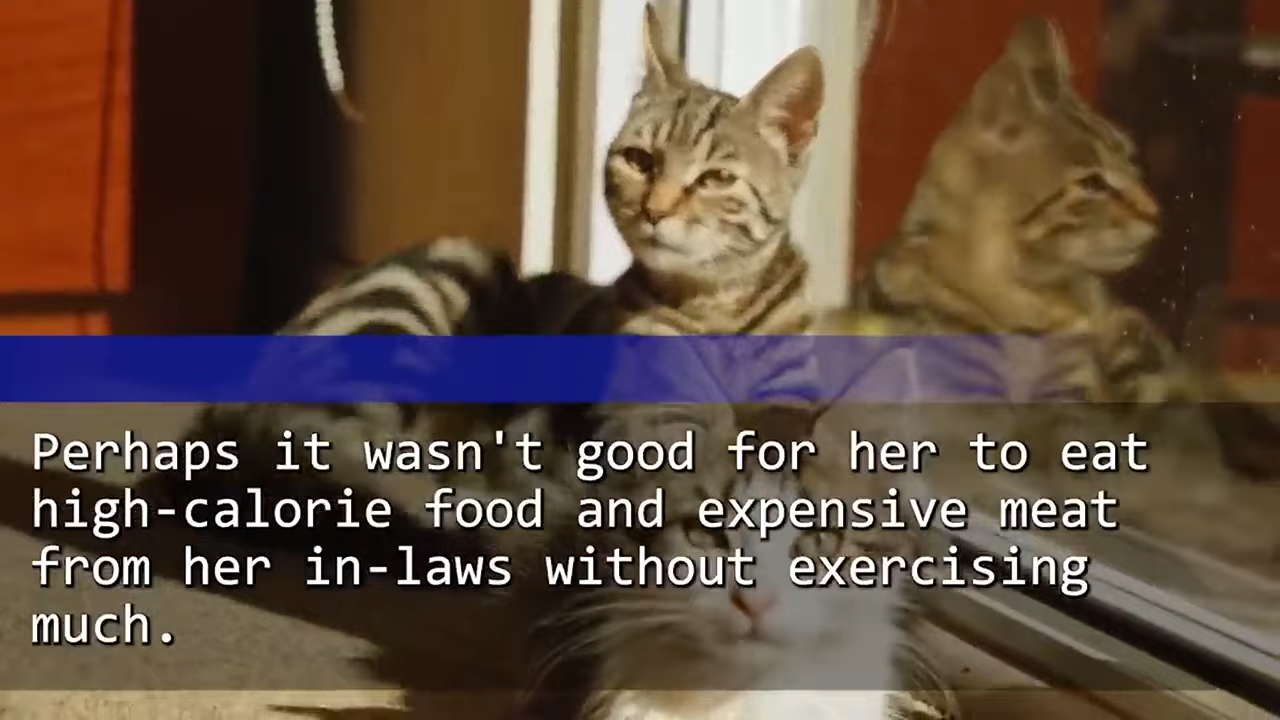 Perhaps it wasn't good for her to eat
high-calorie food and expensive meat
from her in-laws without exercising
much.